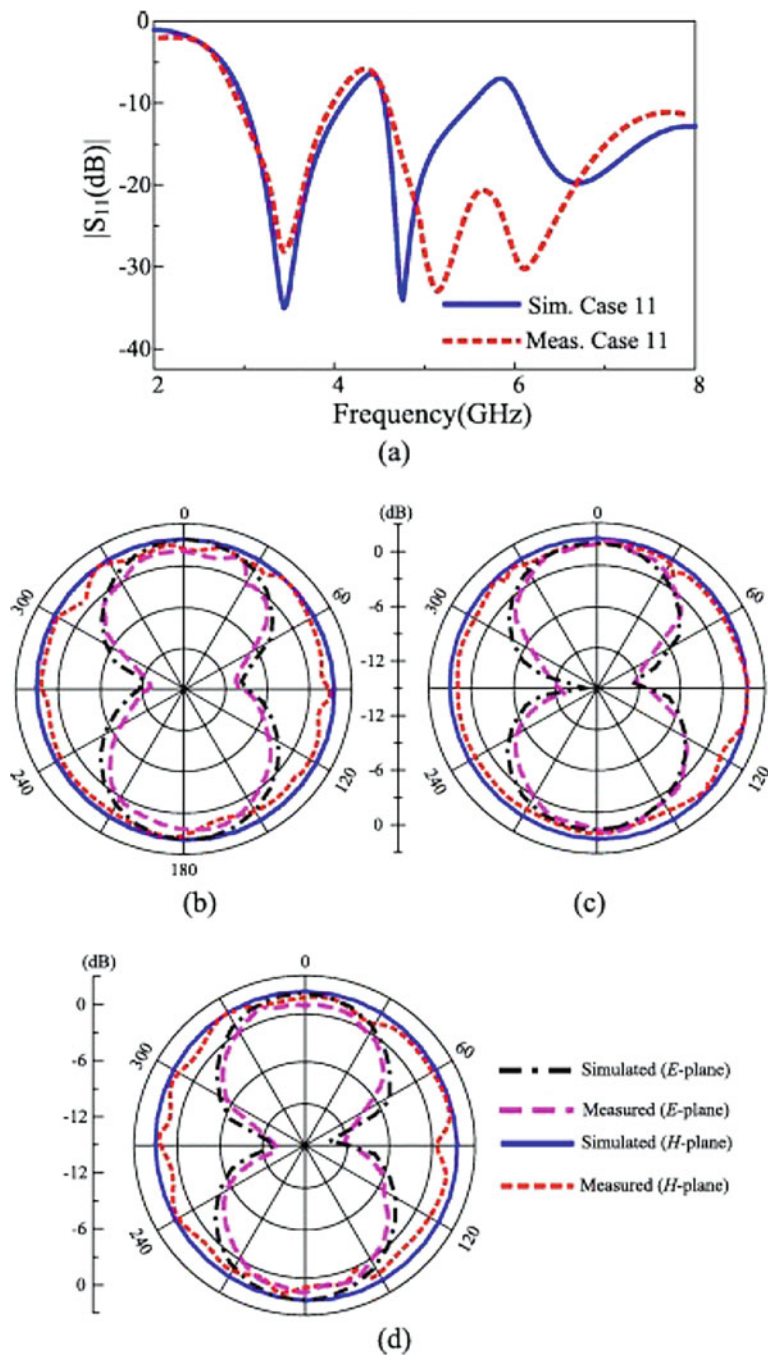 0
-10
-20
-30
-40
|S11(dB)|
Sim. Case 11
Meas. Case 11
2
4
6
8
Frequency(GHz)
(a)
0
(dB)
0
300
60
0
300
60
-6
-12
-12
-6
240
120
240
120
0
180
(b)
(c)
(dB)
0
0
300
60
-6
-12
-12
-6
240
120
0
Simulated (E-plane)
Measured (E-plane)
Simulated (H-plane)
Measured (H-plane)
(d)